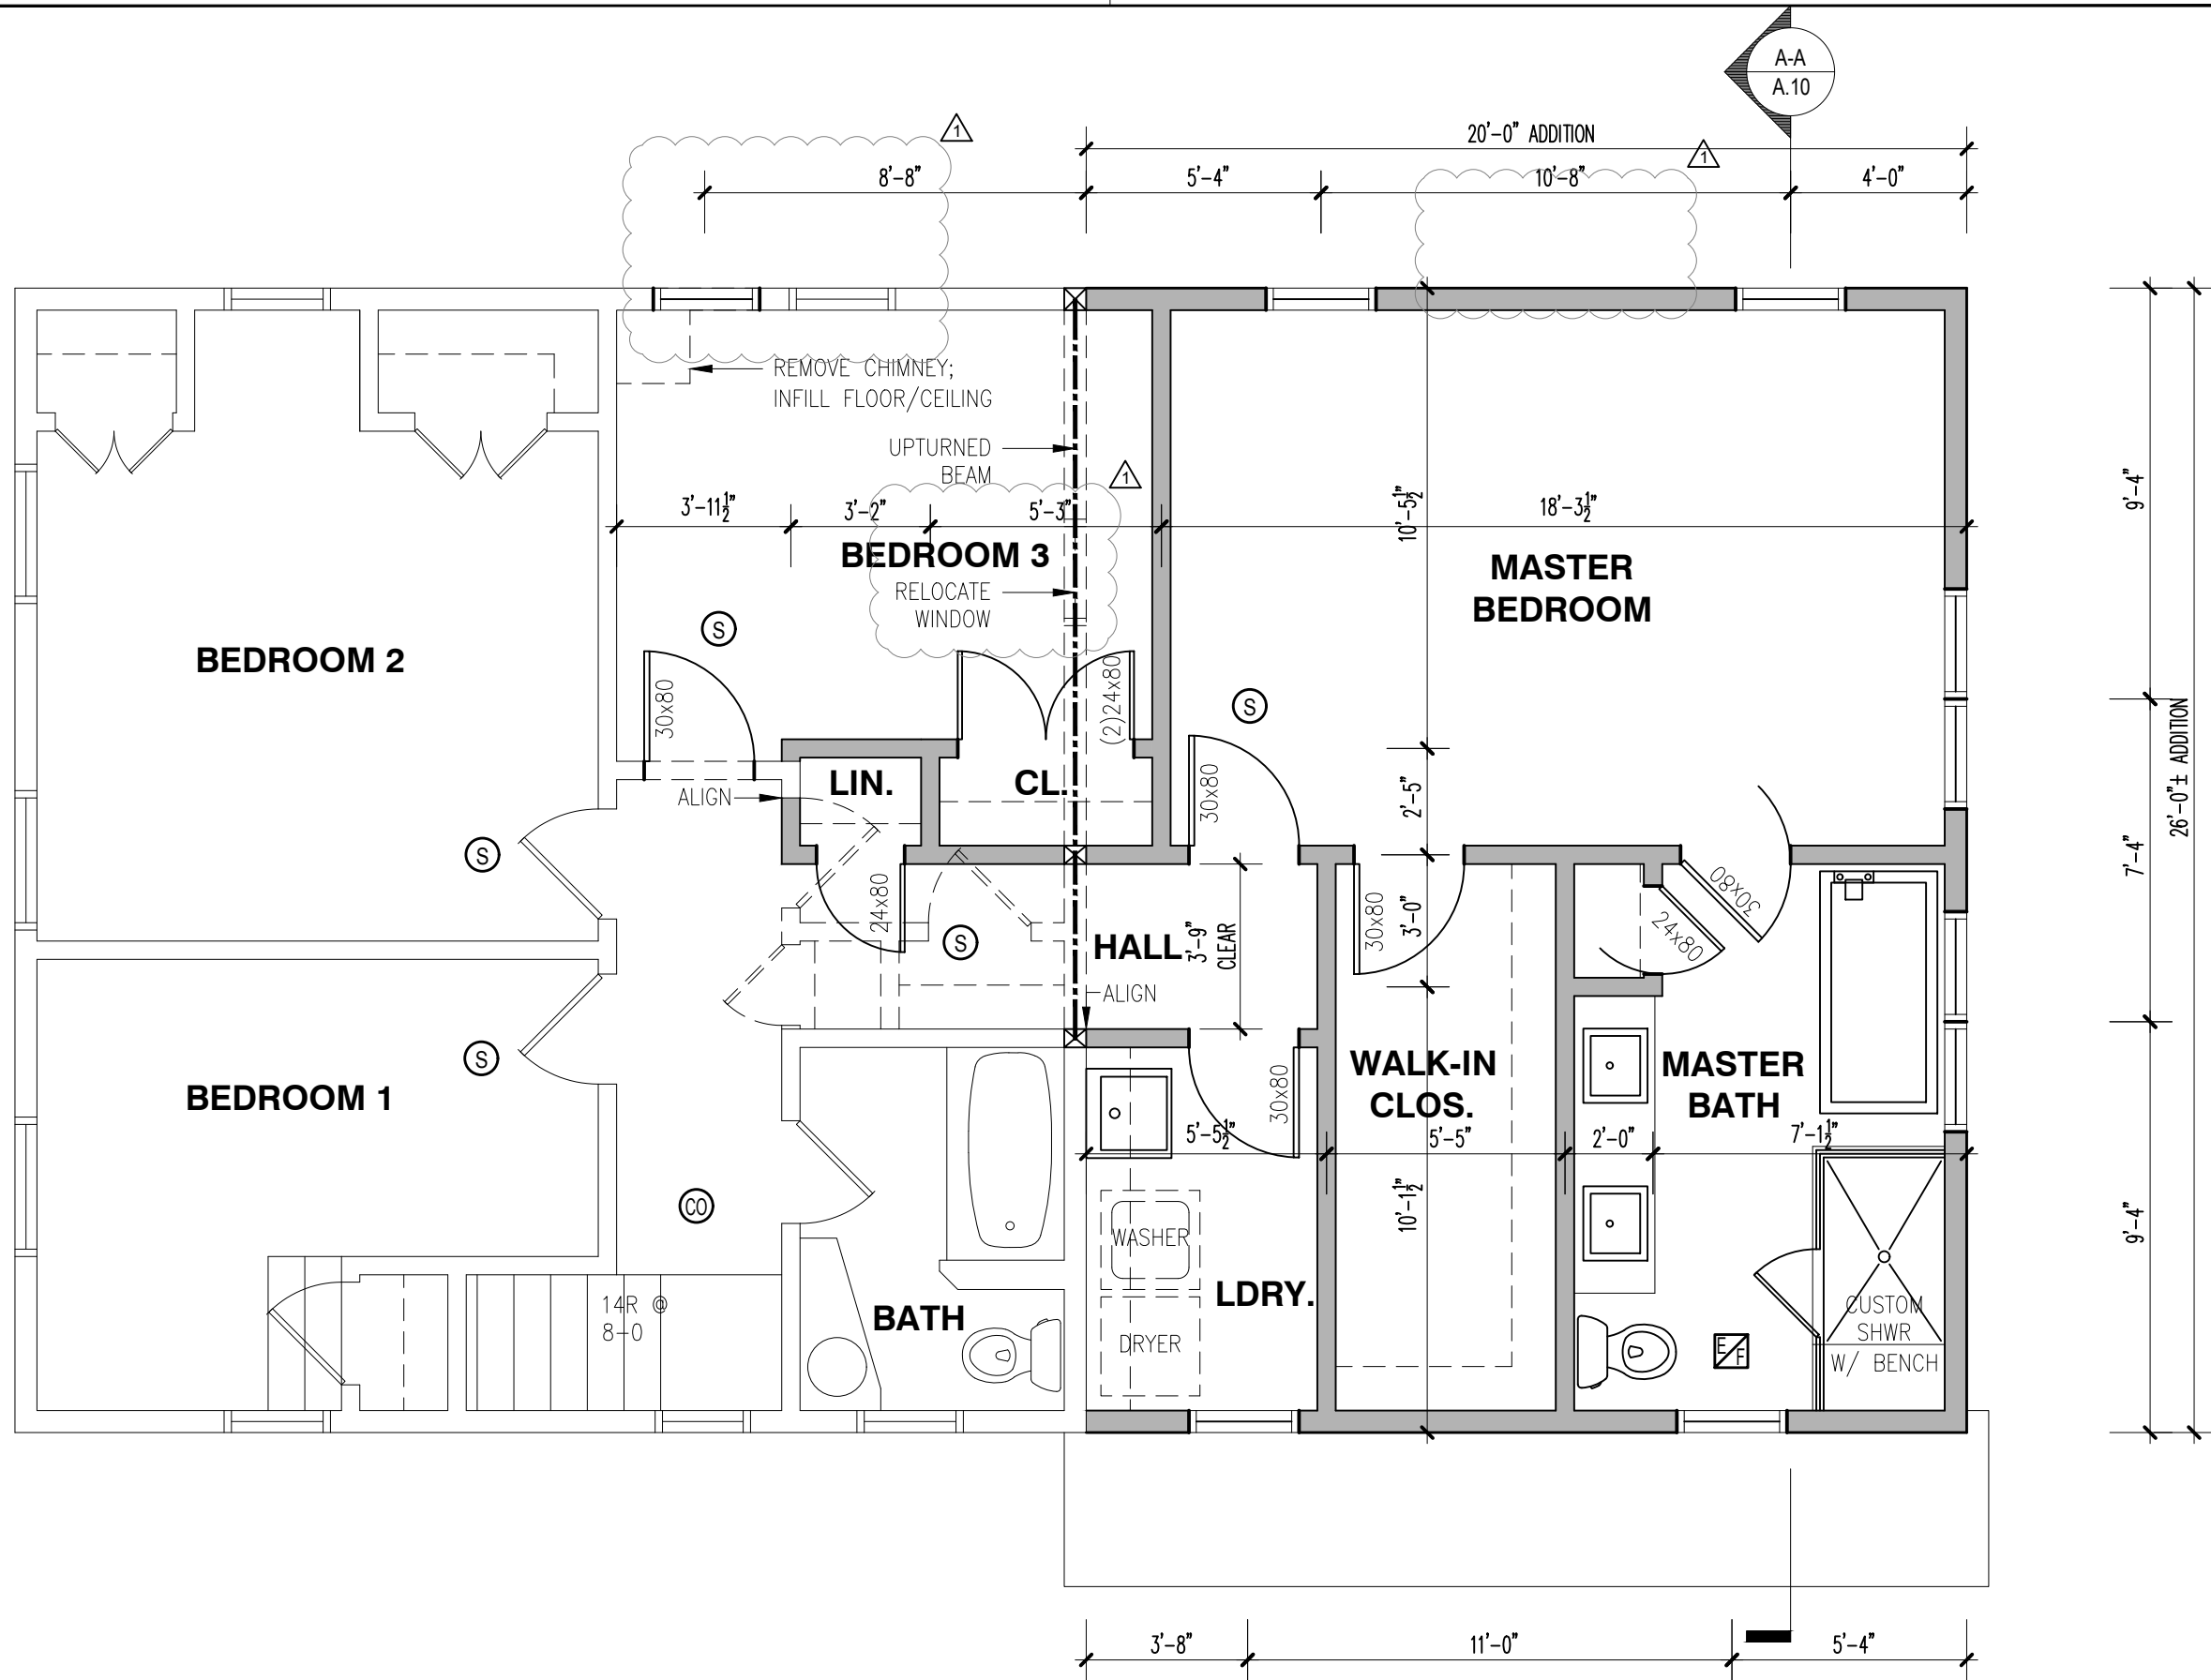 A-A
A.10
1
20'-0" ADDITION
1
8'-8"
5'-4"
10'-8"
4'-0"
REMOVE CHIMNEY;
INFILL FLOOR/CEILING
UPTURNED
BEAM
1
3'-11½"
3'-2"
5'-3"
10'-5½"
18'-3½"
9'-4"
BEDROOM 3
MASTER
BEDROOM
RELOCATE
WINDOW
S
BEDROOM 2
30x80
(2)24x80
S
26'-0"± ADDITION
LIN.
CL.
ALIGN
30x80
2'-5"
7'-4"
S
24x80
30x80
3'-0"
30x80
24x80
S
HALL
3'-9"
CLEAR
ALIGN
S
BEDROOM 1
WALK-IN
CLOS.
MASTER
BATH
30x80
5'-5½"
5'-5"
2'-0"
7'-1½"
CO
10'-1½"
9'-4"
WASHER
LDRY.
14R @
8-0
BATH
DRYER
E/F
CUSTOM
SHWR
W/ BENCH
3'-8"
11'-0"
5'-4"